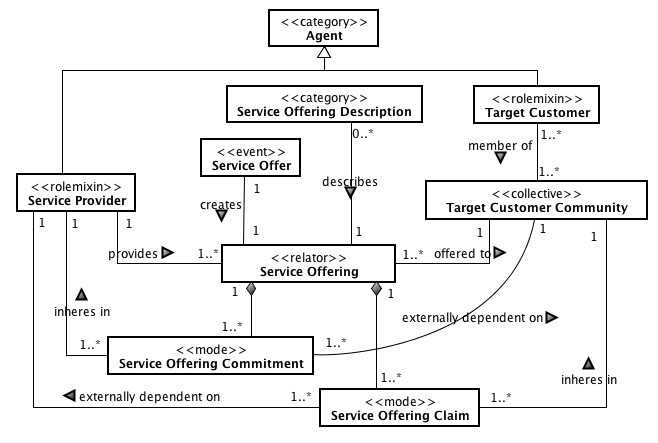 <<category>>
Agent
<<category>>
Service Offering Description
<<rolemixin>>
Target Customer
0..*
1..*
<<event>>
Service Offer
member of
describes
1..*
<<rolemixin>>
Service Provider
1
creates
<<collective>>
Target Customer Community
1
1
1
1
1
1
1
1
provides
1..*
<<relator>>
Service Offering
1..*
offered to
1
1
inheres in
1..*
externally dependent on
1..*
1..*
<<mode>>
Service Offering Commitment
1..*
inheres in
externally dependent on
1..*
<<mode>>
Service Offering Claim
1..*